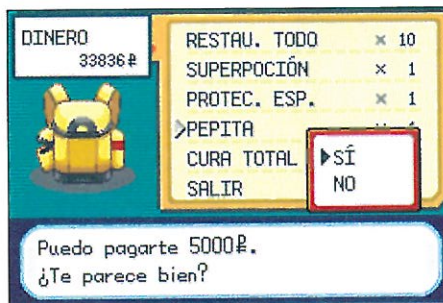 DINERO
33836₽
RESTAU. TODO × 10
SUPERPOCIÓN × 1
PROTEC. ESP. × 1
PEPITA
CURA TOTAL
SALIR
SÍ
NO
Puedo pagarte 5000₽.
¿Te parece bien?